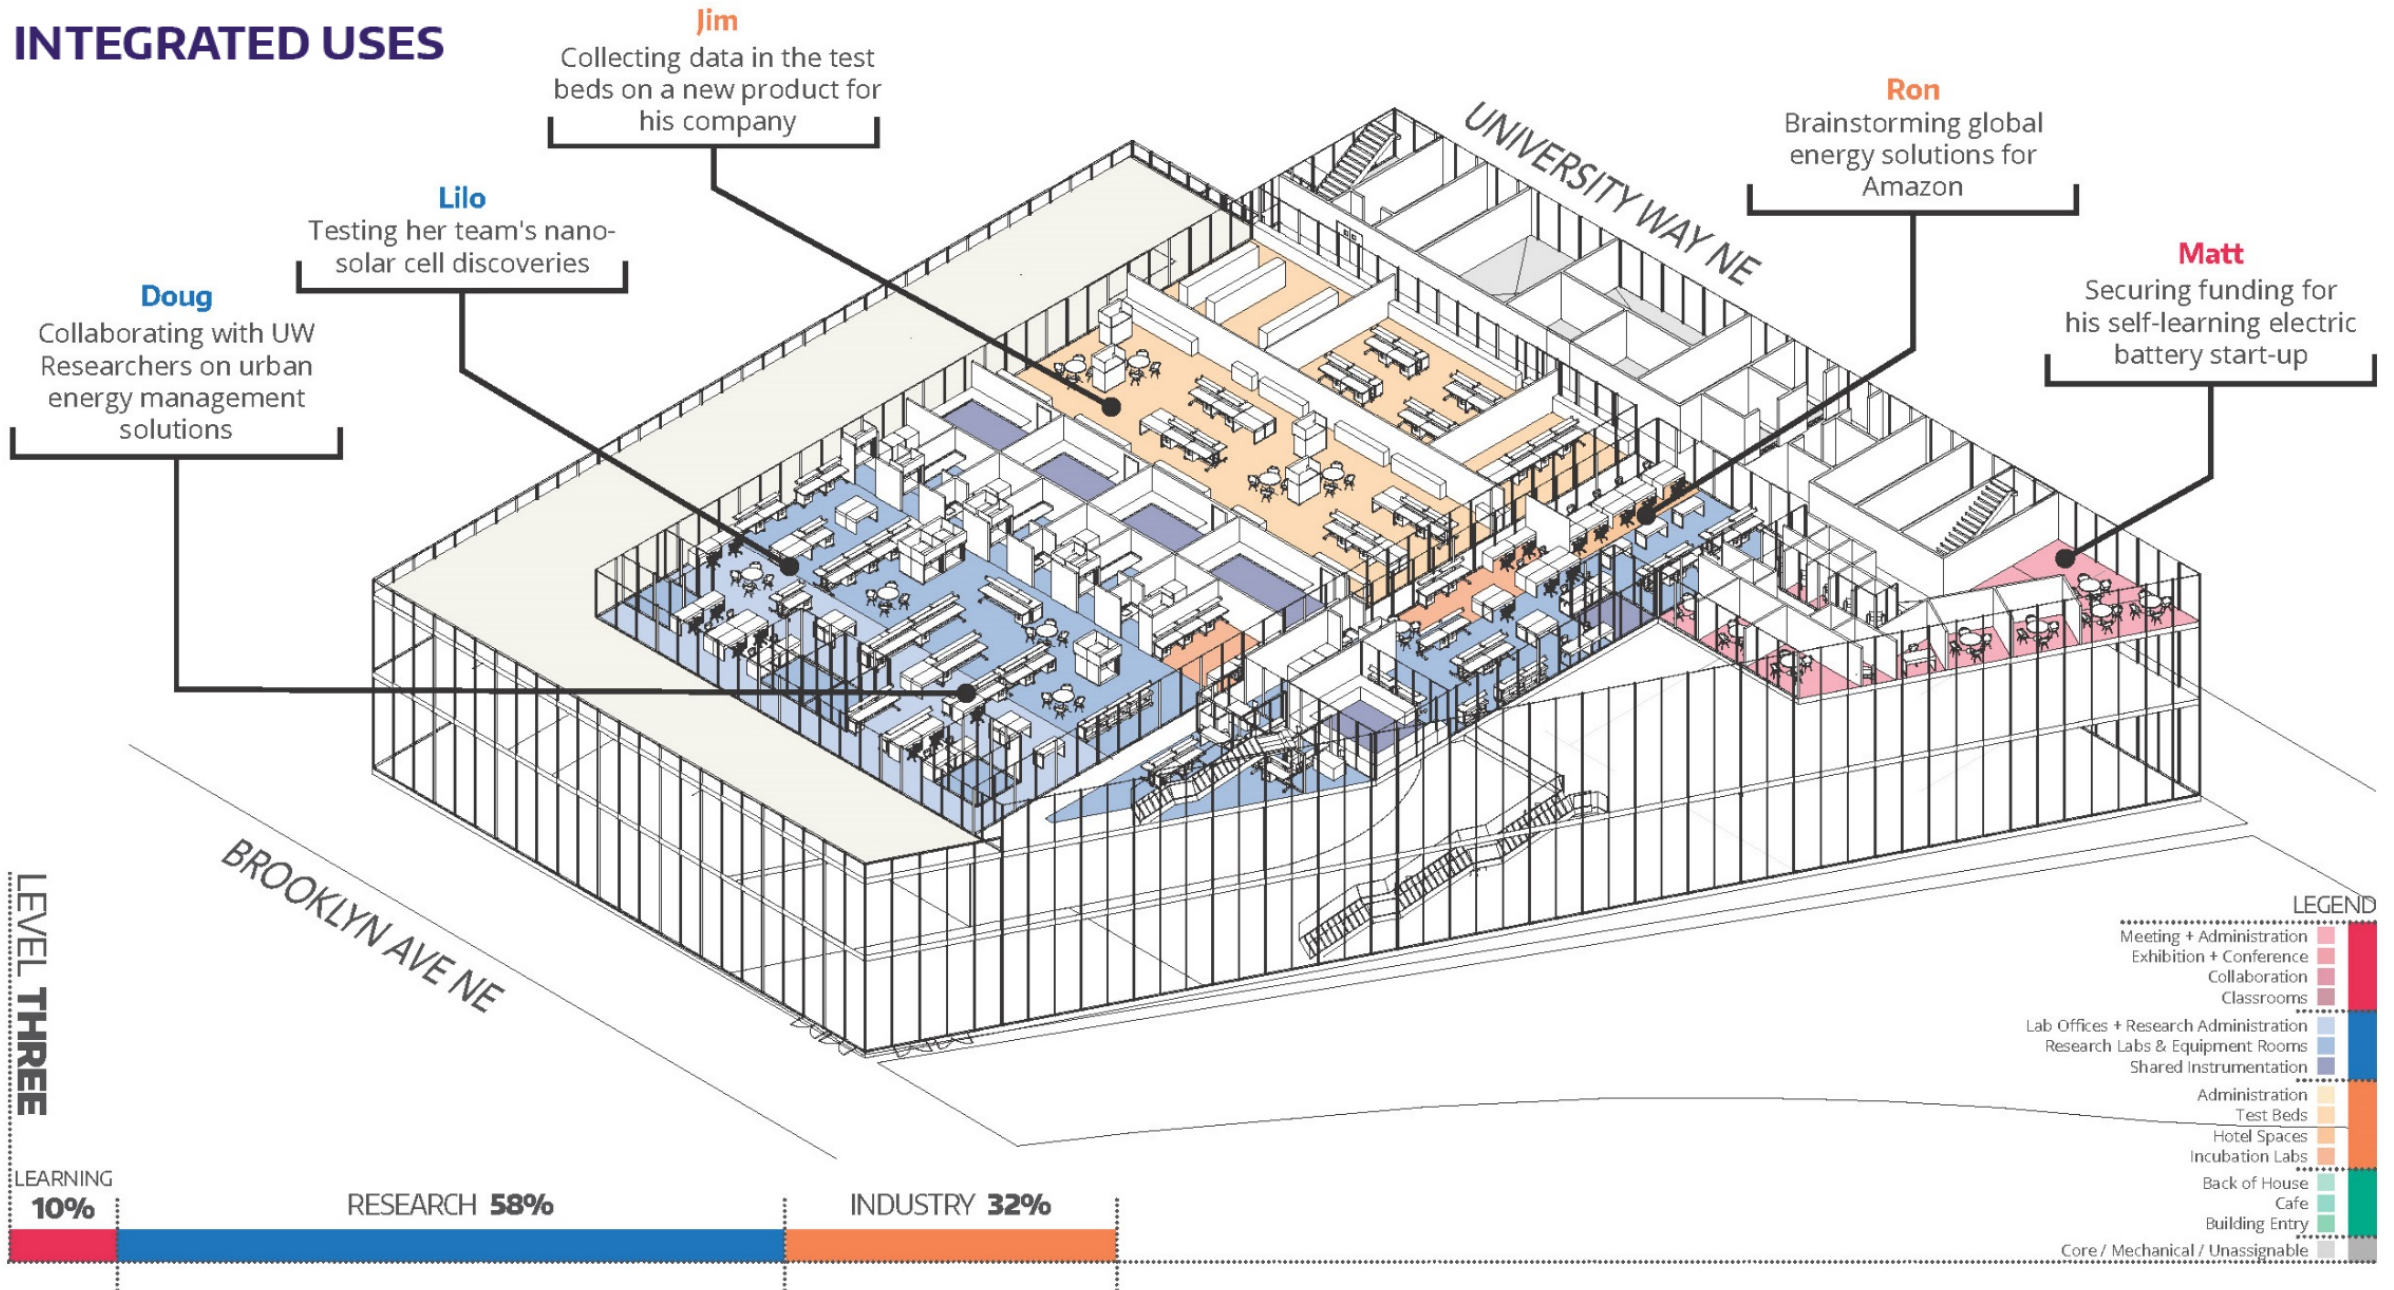 INTEGRATED USES
Jim
Collecting data in the test
beds on a new product for
his company
Ron
Brainstorming global
energy solutions for
Amazon
Lilo
Testing her team's nano-
solar cell discoveries
Matt
Securing funding for
his self-learning electric
battery start-up
Doug
Collaborating with UW
Researchers on urban
energy management
solutions
UNIVERSITY WAY NE
BROOKLYN AVE NE
LEVEL THREE
LEARNING
10%
RESEARCH 58%
INDUSTRY 32%
LEGEND
Meeting + Administration
Exhibition + Conference
Collaboration
Classrooms
Lab Offices + Research Administration
Research Labs & Equipment Rooms
Shared Instrumentation
Administration
Test Beds
Hotel Spaces
Incubation Labs
Back of House
Cafe
Building Entry
Core / Mechanical / Unassignable